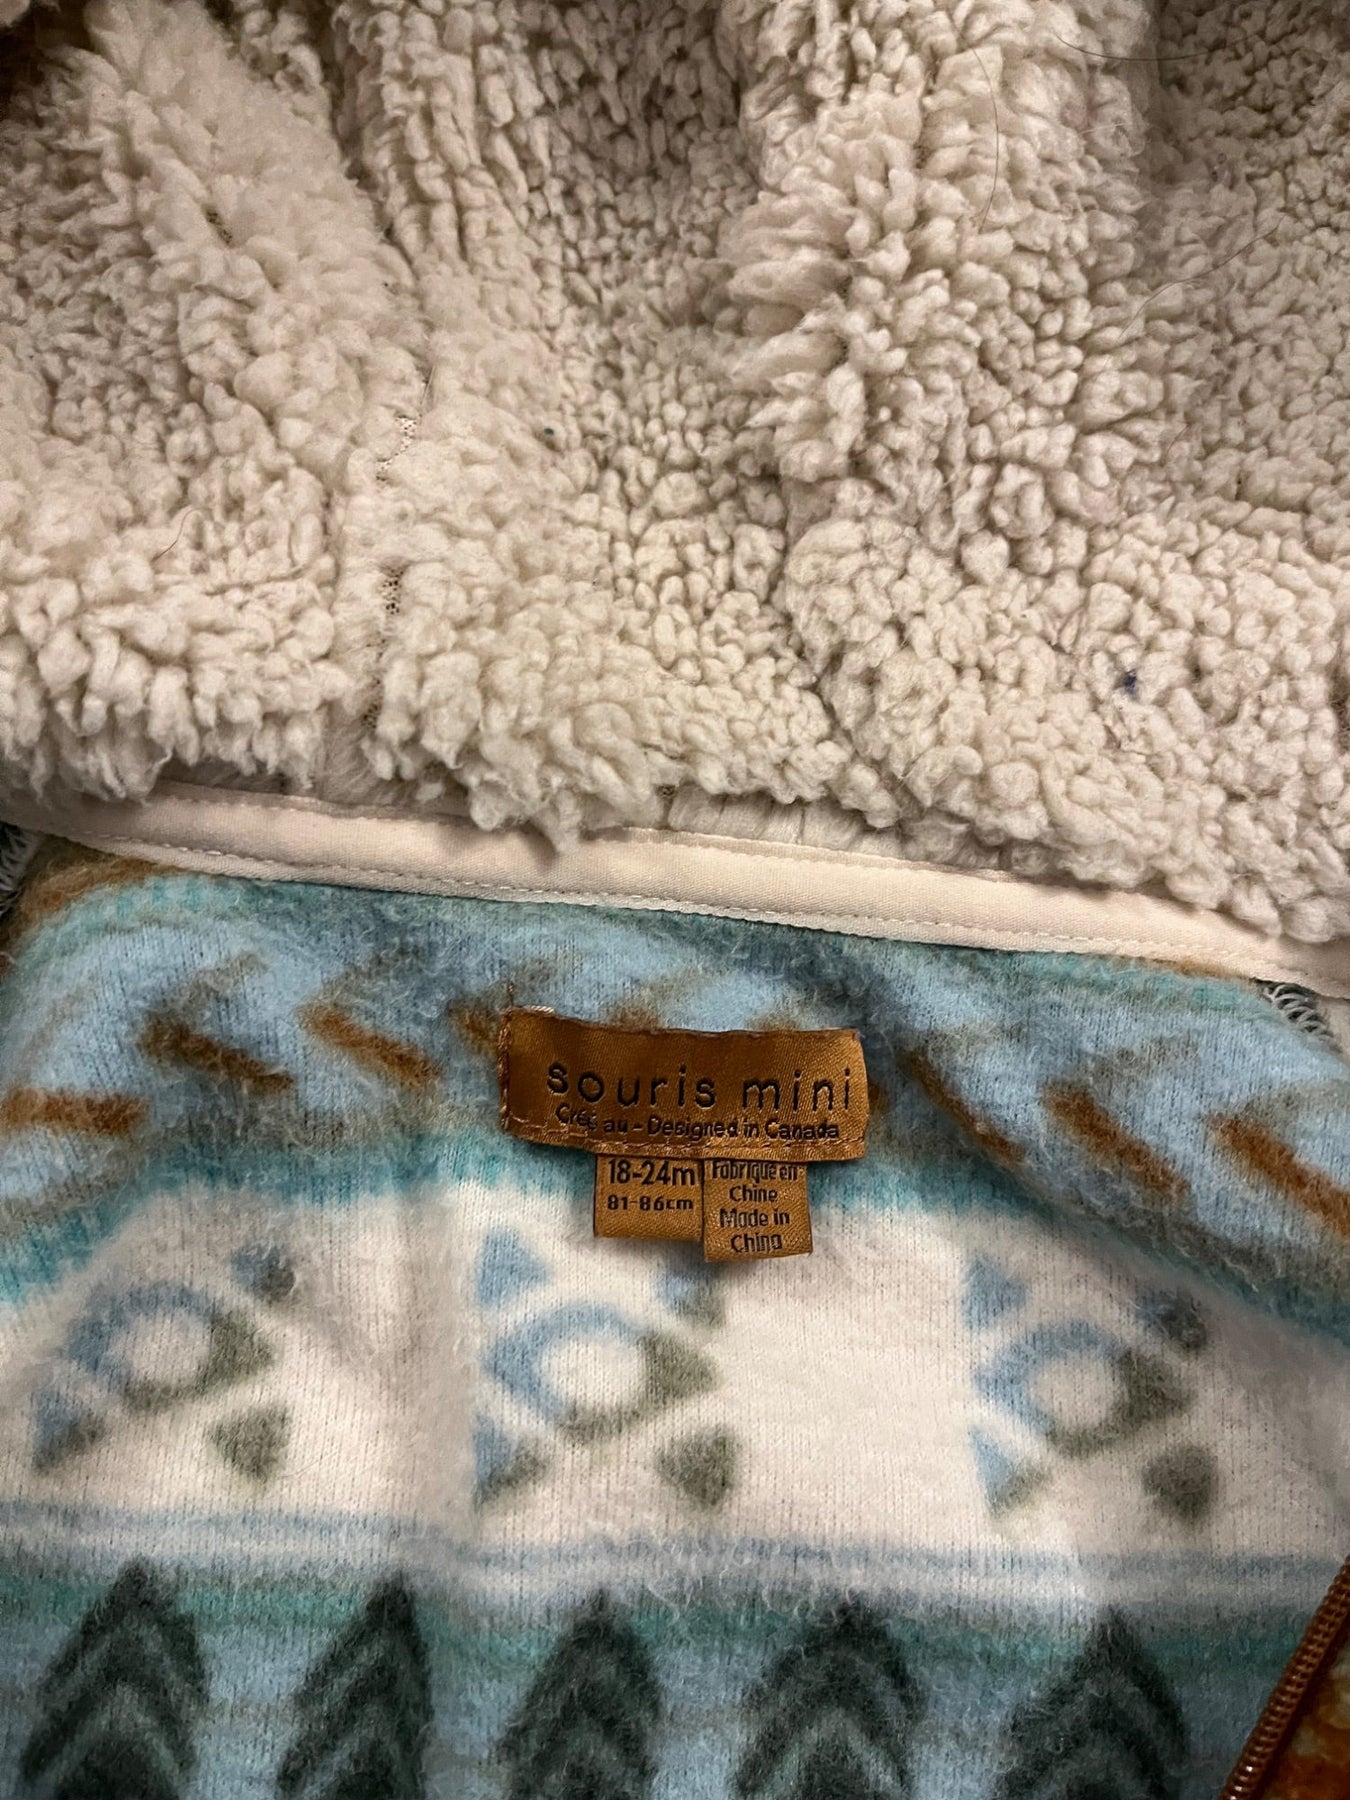 souris mini
Créé au - Designed in Canada
18-24m
81-86cm
Fabriqué en
Chine
Made in
China